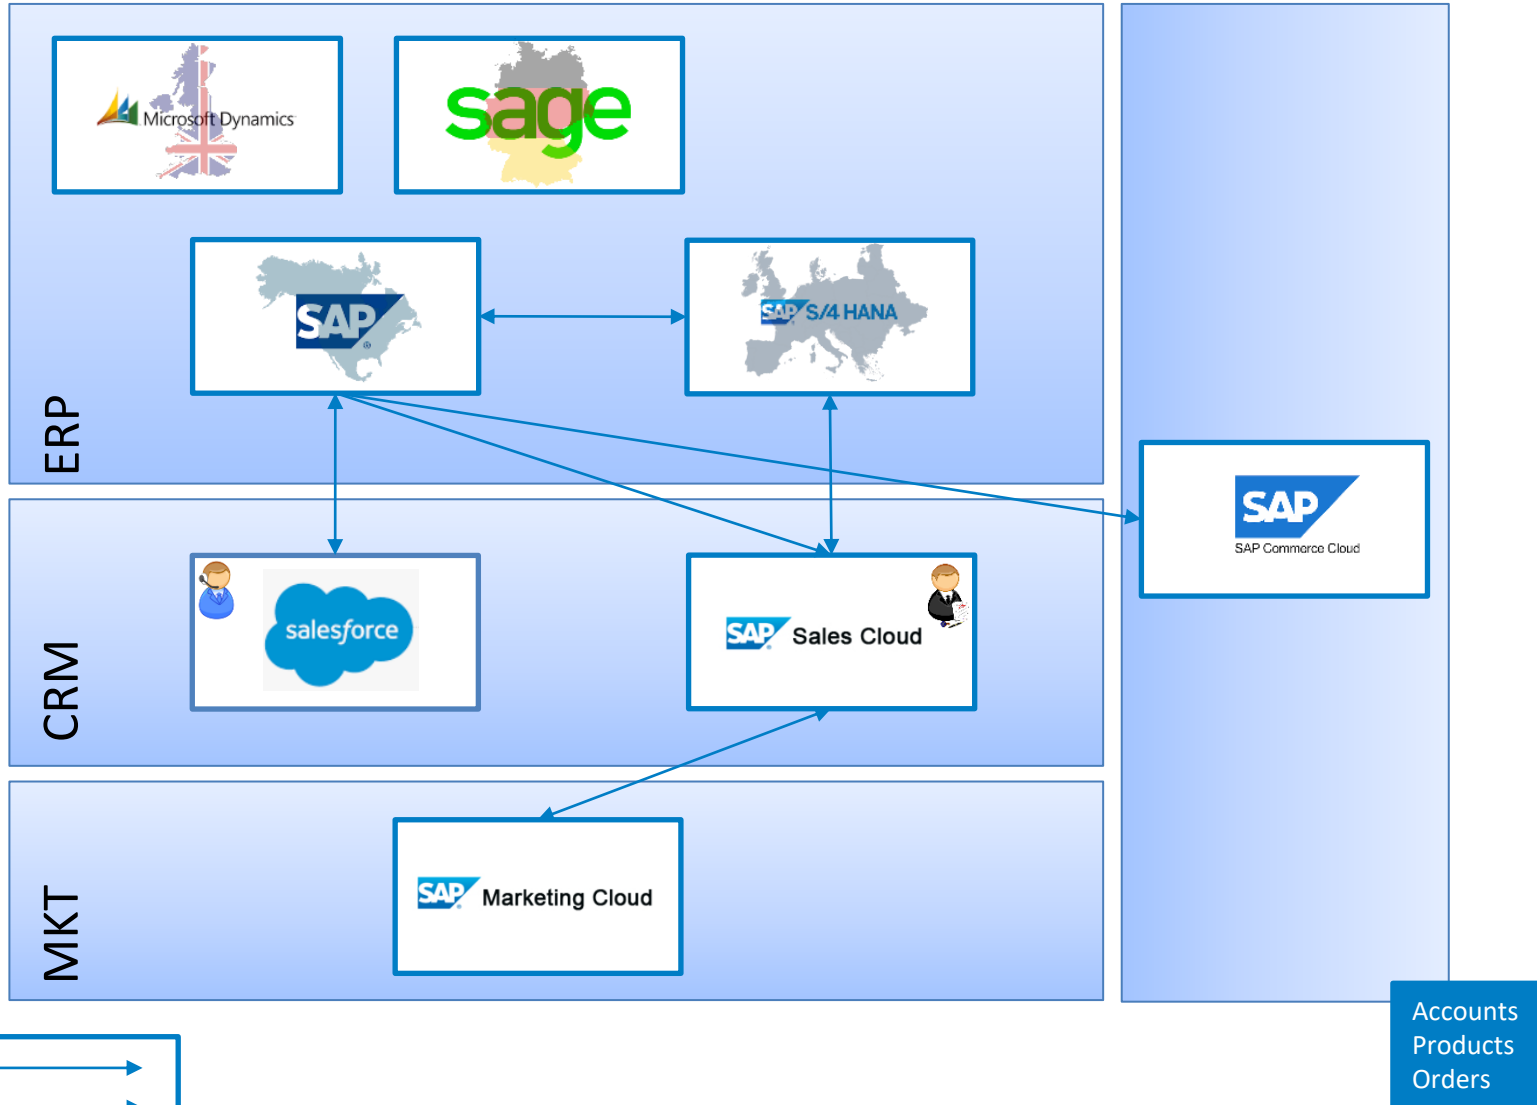 Microsoft Dynamics
sage
SAP
SAP S/4 HANA
ERP
SAP
SAP Commerce Cloud
salesforce
SAP Sales Cloud
CRM
SAP Marketing Cloud
MKT
Accounts
Products
Orders